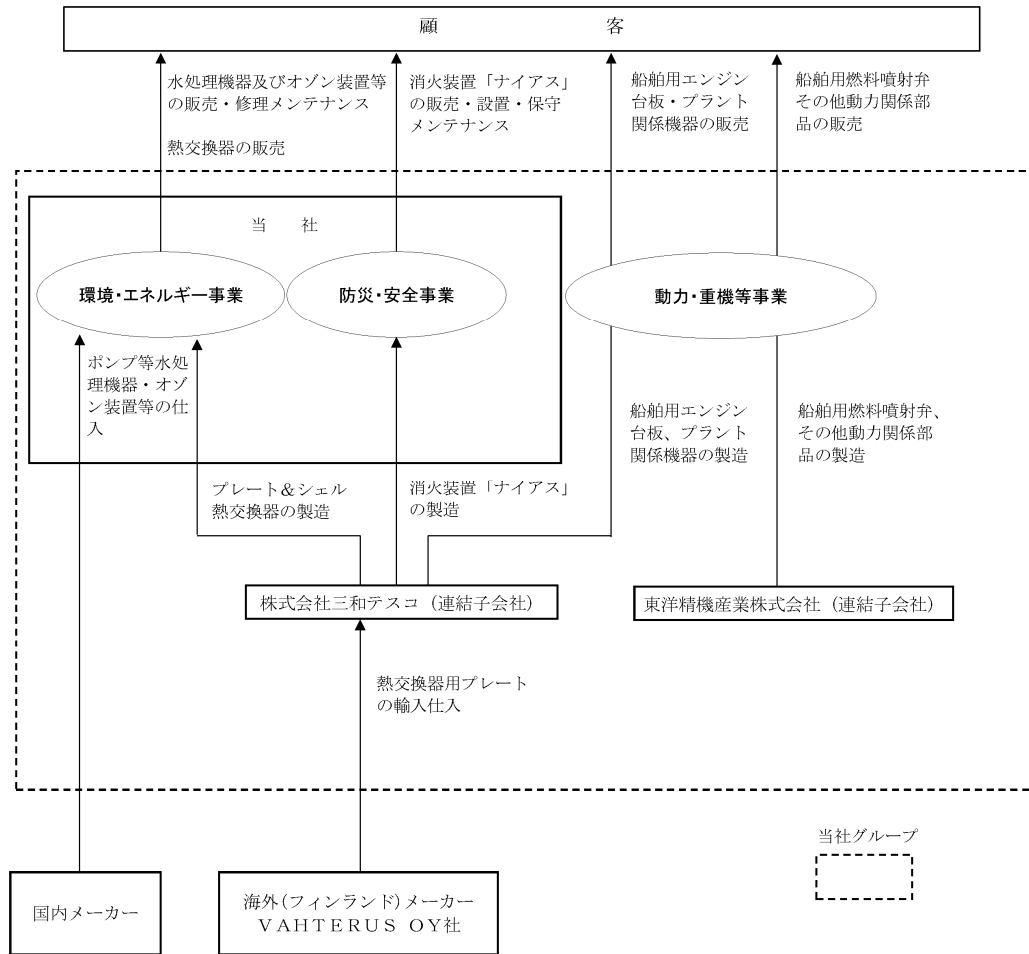 顧客
水処理機器及びオゾン装置等
の販売・修理メンテナンス
熱交換器の販売
消火装置「ナイアス」
の販売・設置・保守
メンテナンス
船舶用エンジン
台板・プラント
関係機器の販売
船舶用燃料噴射弁
その他動力関係部
品の販売
当社
環境・エネルギー事業
防災・安全事業
動力・重機等事業
ポンプ等水処
理機器・オゾ
ン装置等の仕
入
船舶用エンジン
台板、プラント
関係機器の製造
船舶用燃料噴射弁、
その他動力関係部
品の製造
プレート＆シェル
熱交換器の製造
消火装置「ナイアス」
の製造
株式会社三和テスコ（連結子会社）
東洋精機産業株式会社（連結子会社）
熱交換器用プレート
の輸入仕入
当社グループ
国内メーカー
海外（フィンランド）メーカー
ＶＡＨＴＥＲＵＳ ＯＹ社